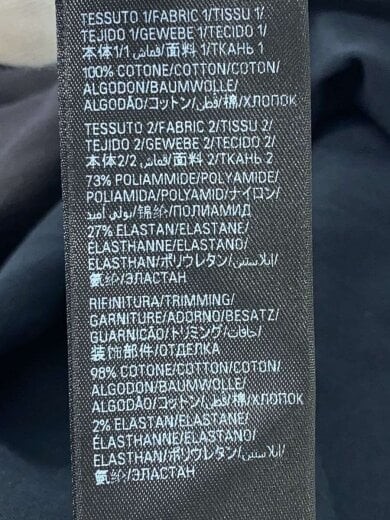 TESSUTO 1/FABRIC 1/TISSU 1/
TEJIDO 1/GEWEBE 1/TECIDO 1/
本体1/1 قماش/面料 1/ТКАНЬ 1
100% COTONE/COTTON/COTON/
ALGODON/BAUMWOLLE/
ALGODÃO/コットン/قطن/棉/ХЛОПОК
TESSUTO 2/FABRIC 2/TISSU 2/
TEJIDO 2/GEWEBE 2/TECIDO 2/
本体2/2 قماش/面料 2/ТКАНЬ 2
73% POLIAMMIDE/POLYAMIDE/
POLIAMIDA/POLYAMID/ナイロン/
بولي أميد/锦纶/ПОЛИАМИД
27% ELASTAN/ELASTANE/
ÉLASTHANNE/ELASTANO/
ELASTHAN/ポリウレタン/إيلاستين/
氨纶/ЭЛАСТАН
RIFINITURA/TRIMMING/
GARNITURE/ADORNO/BESATZ/
GUARNIÇÃO/トリミング/حافات/
装饰部件/ОТДЕЛКА
98% COTONE/COTTON/COTON/
ALGODON/BAUMWOLLE/
ALGODÃO/コットン/قطن/棉/ХЛОПОК
2% ELASTAN/ELASTANE/
ÉLASTHANNE/ELASTANO/
ELASTHAN/ポリウレタン/إيلاستين/
氨纶/ЭЛАСТАН